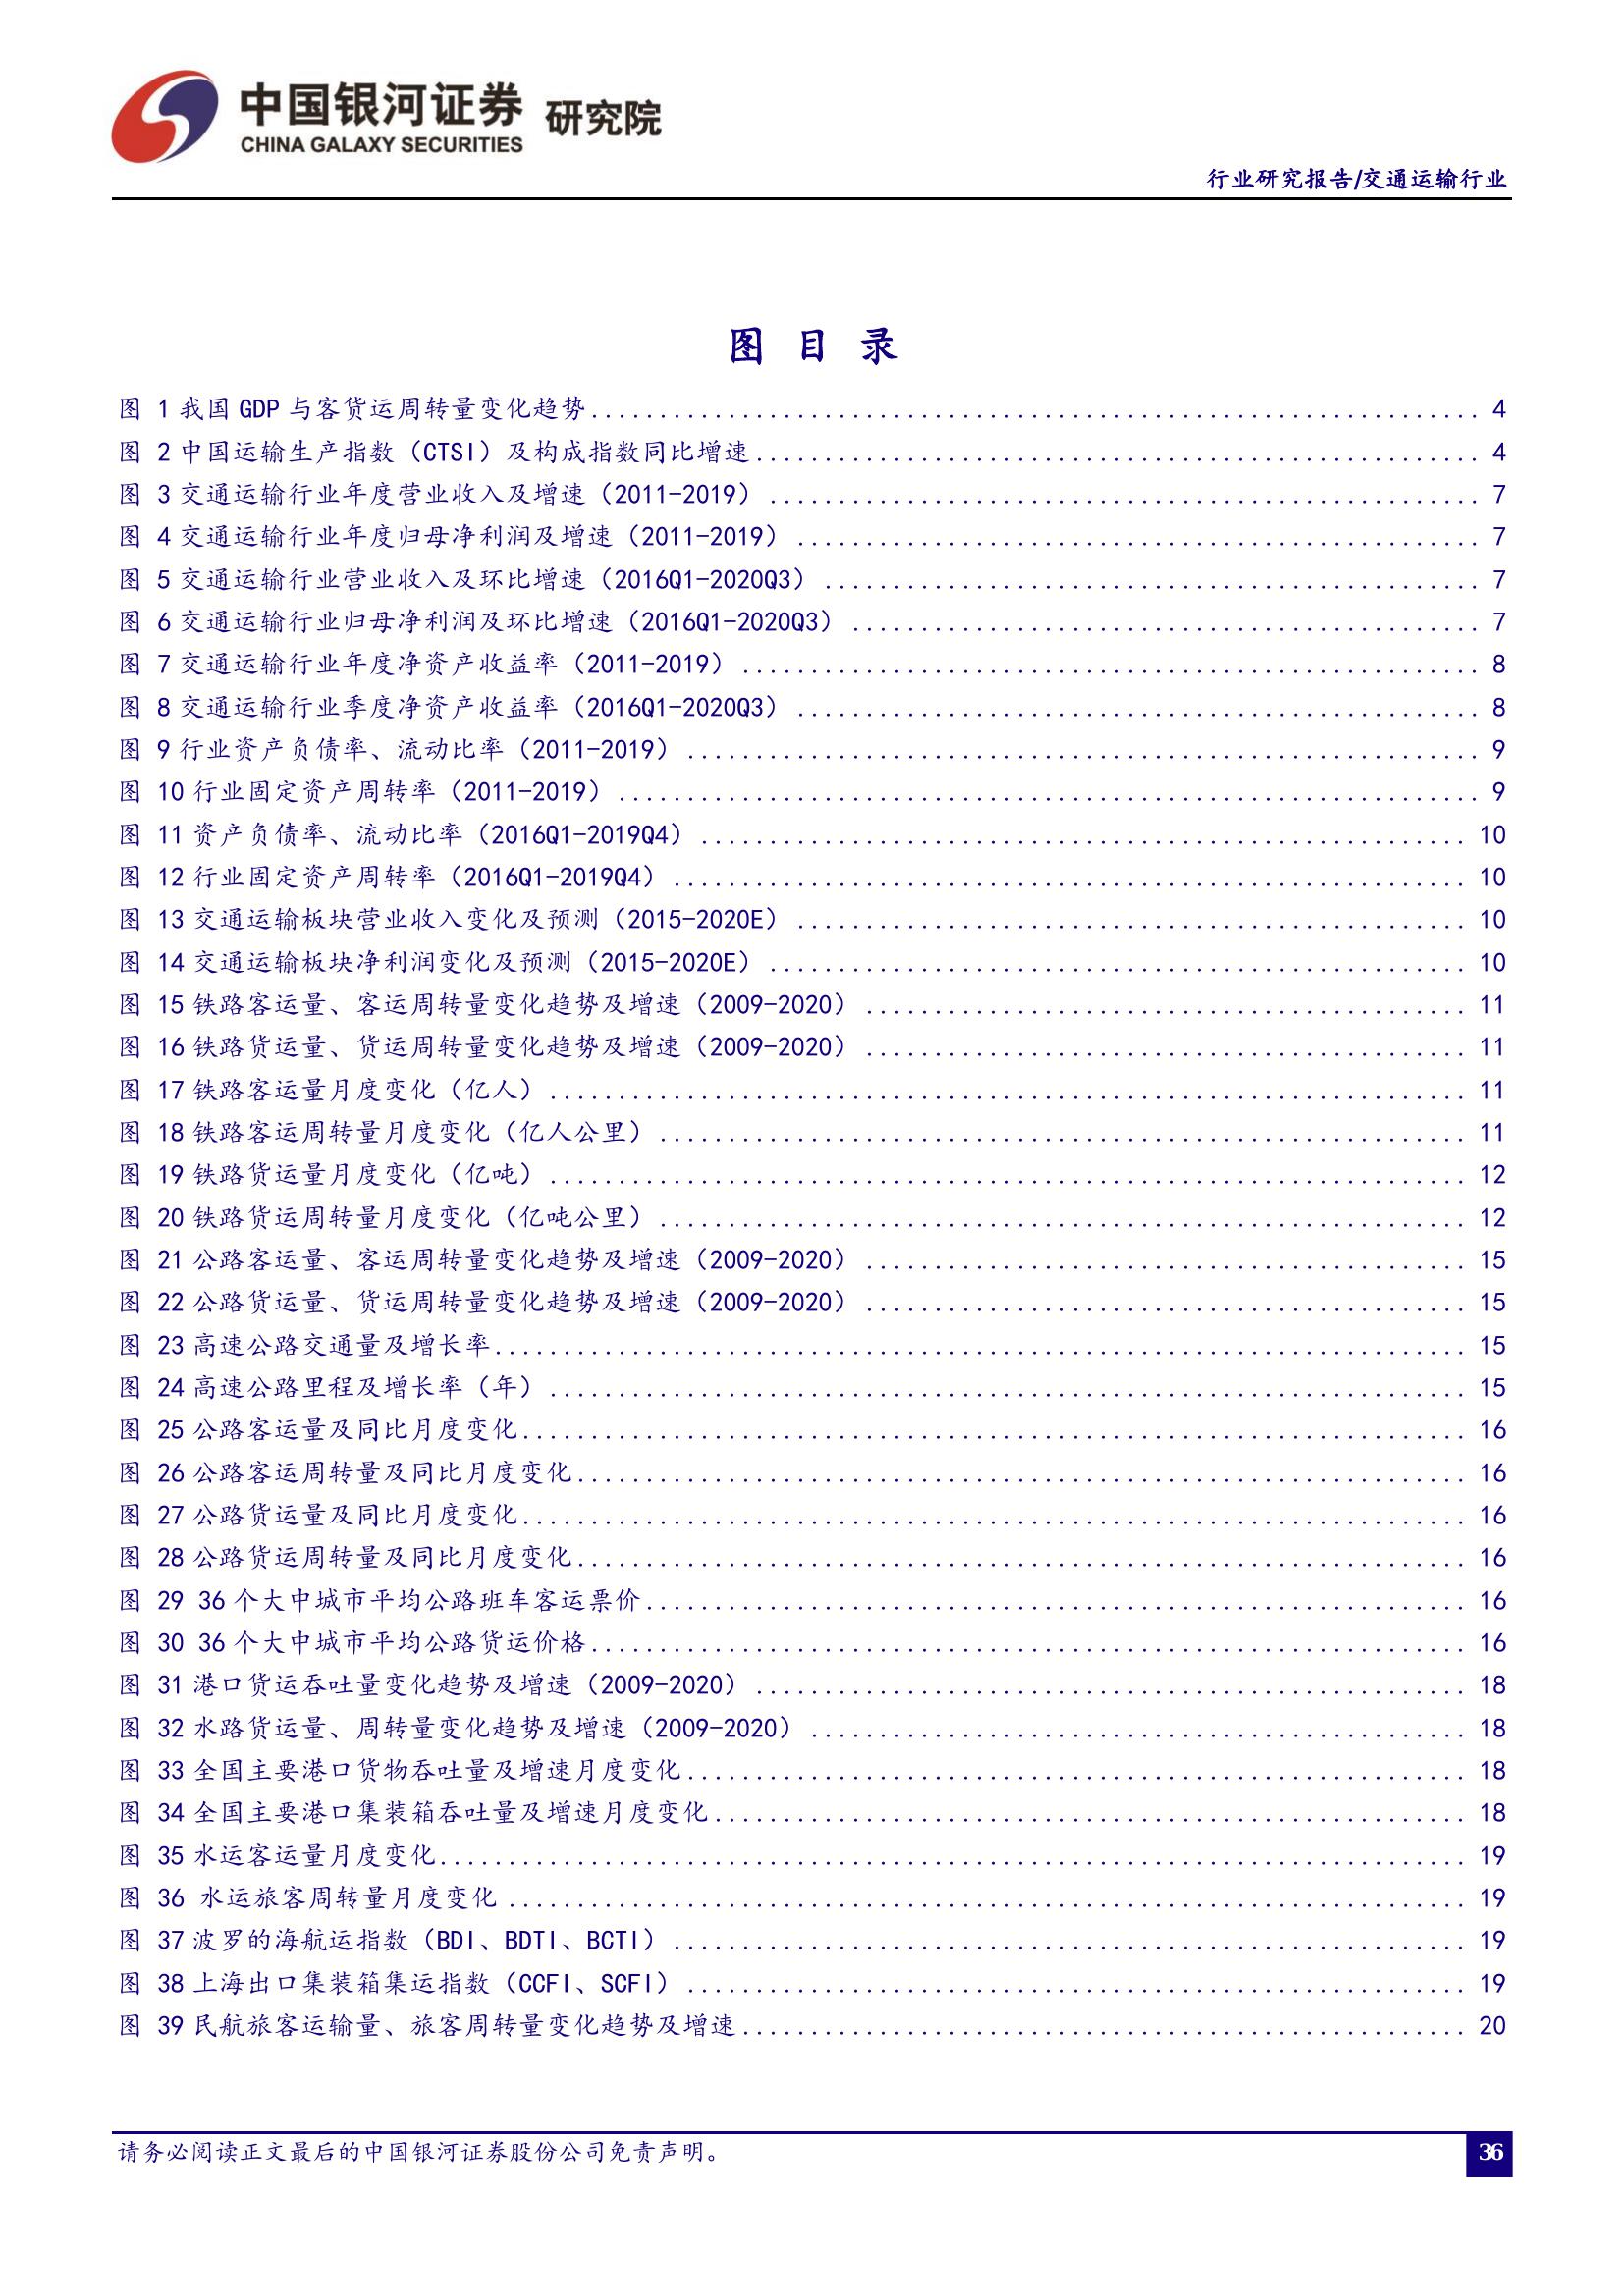 中国银河证券 研究院
CHINA GALAXY SECURITIES
行业研究报告/交通运输行业
图 目 录
图 1 我国 GDP 与客货运周转量变化趋势 4
图 2 中国运输生产指数（CTSI）及构成指数同比增速 4
图 3 交通运输行业年度营业收入及增速（2011-2019） 7
图 4 交通运输行业年度归母净利润及增速（2011-2019） 7
图 5 交通运输行业营业收入及环比增速（2016Q1-2020Q3） 7
图 6 交通运输行业归母净利润及环比增速（2016Q1-2020Q3） 7
图 7 交通运输行业年度净资产收益率（2011-2019） 8
图 8 交通运输行业季度净资产收益率（2016Q1-2020Q3） 8
图 9 行业资产负债率、流动比率（2011-2019） 9
图 10 行业固定资产周转率（2011-2019） 9
图 11 资产负债率、流动比率（2016Q1-2019Q4） 10
图 12 行业固定资产周转率（2016Q1-2019Q4） 10
图 13 交通运输板块营业收入变化及预测（2015-2020E） 10
图 14 交通运输板块净利润变化及预测（2015-2020E） 10
图 15 铁路客运量、客运周转量变化趋势及增速（2009-2020） 11
图 16 铁路货运量、货运周转量变化趋势及增速（2009-2020） 11
图 17 铁路客运量月度变化（亿人） 11
图 18 铁路客运周转量月度变化（亿人公里） 11
图 19 铁路货运量月度变化（亿吨） 12
图 20 铁路货运周转量月度变化（亿吨公里） 12
图 21 公路客运量、客运周转量变化趋势及增速（2009-2020） 15
图 22 公路货运量、货运周转量变化趋势及增速（2009-2020） 15
图 23 高速公路交通量及增长率 15
图 24 高速公路里程及增长率（年） 15
图 25 公路客运量及同比月度变化 16
图 26 公路客运周转量及同比月度变化 16
图 27 公路货运量及同比月度变化 16
图 28 公路货运周转量及同比月度变化 16
图 29 36 个大中城市平均公路班车客运票价 16
图 30 36 个大中城市平均公路货运价格 16
图 31 港口货运吞吐量变化趋势及增速（2009-2020） 18
图 32 水路货运量、周转量变化趋势及增速（2009-2020） 18
图 33 全国主要港口货物吞吐量及增速月度变化 18
图 34 全国主要港口集装箱吞吐量及增速月度变化 18
图 35 水运客运量月度变化 19
图 36 水运旅客周转量月度变化 19
图 37 波罗的海航运指数（BDI、BDTI、BCTI） 19
图 38 上海出口集装箱集运指数（CCFI、SCFI） 19
图 39 民航旅客运输量、旅客周转量变化趋势及增速 20
请务必阅读正文最后的中国银河证券股份公司免责声明。
36